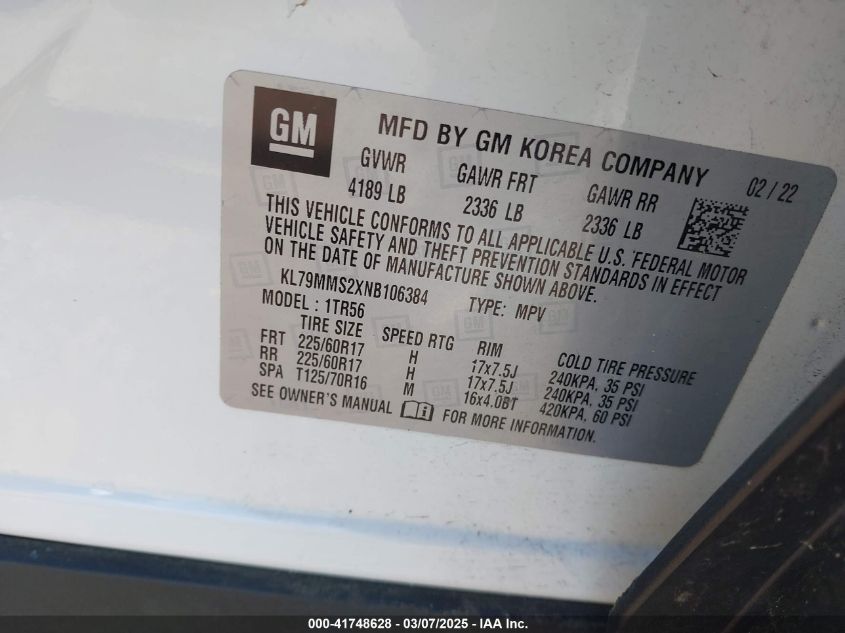 GM
MFD BY GM KOREA COMPANY 02 / 22
GVWR GAWR FRT GAWR RR
4189 LB 2336 LB 2336 LB
THIS VEHICLE CONFORMS TO ALL APPLICABLE U.S. FEDERAL MOTOR
VEHICLE SAFETY AND THEFT PREVENTION STANDARDS IN EFFECT
ON THE DATE OF MANUFACTURE SHOWN ABOVE.
KL79MMS2XNB106384 TYPE: MPV
MODEL : 1TR56
TIRE SIZE SPEED RTG RIM COLD TIRE PRESSURE
FRT 225/60R17 H 17x7.5J 240KPA, 35 PSI
RR 225/60R17 H 17x7.5J 240KPA, 35 PSI
SPA T125/70R16 M 16x4.0BT 420KPA, 60 PSI
SEE OWNER'S MANUAL FOR MORE INFORMATION.
000-41748628 - 03/07/2025 - IAA Inc.